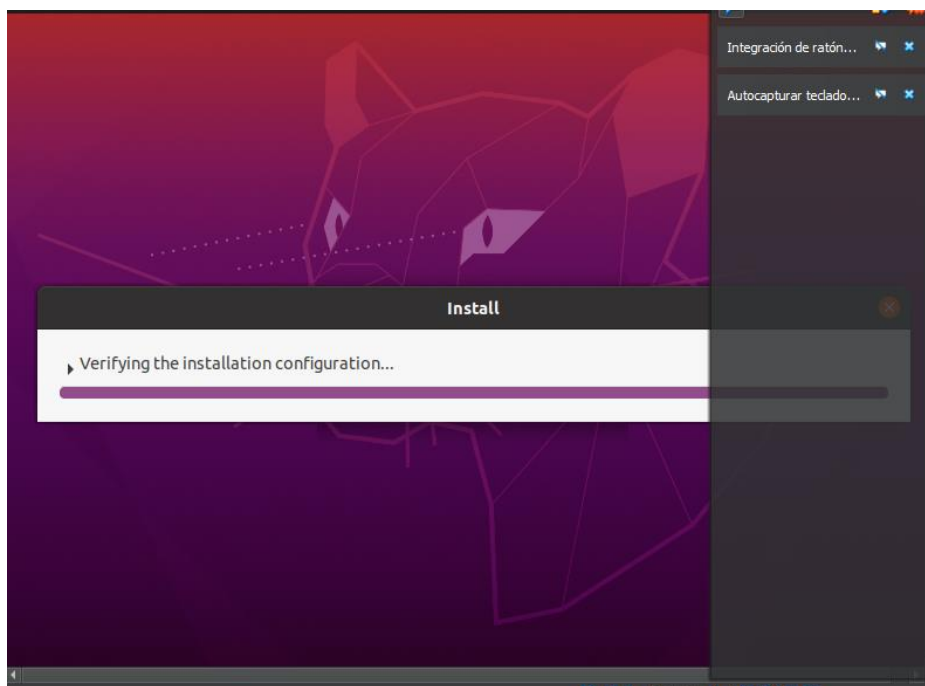 Integración de ratón...
Autocapturar teclado...
Install
Verifying the installation configuration...